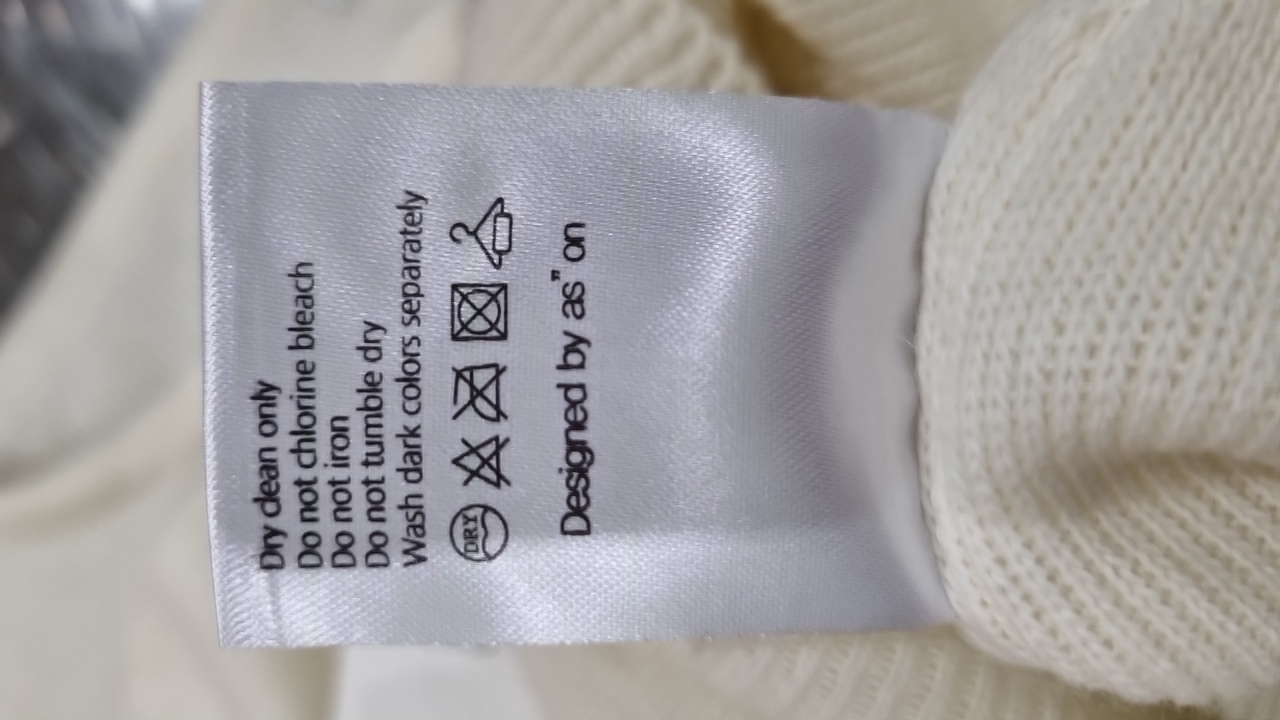 Dry clean only
Do not chlorine bleach
Do not iron
Do not tumble dry
Wash dark colors separately
DRY
Designed by as” on